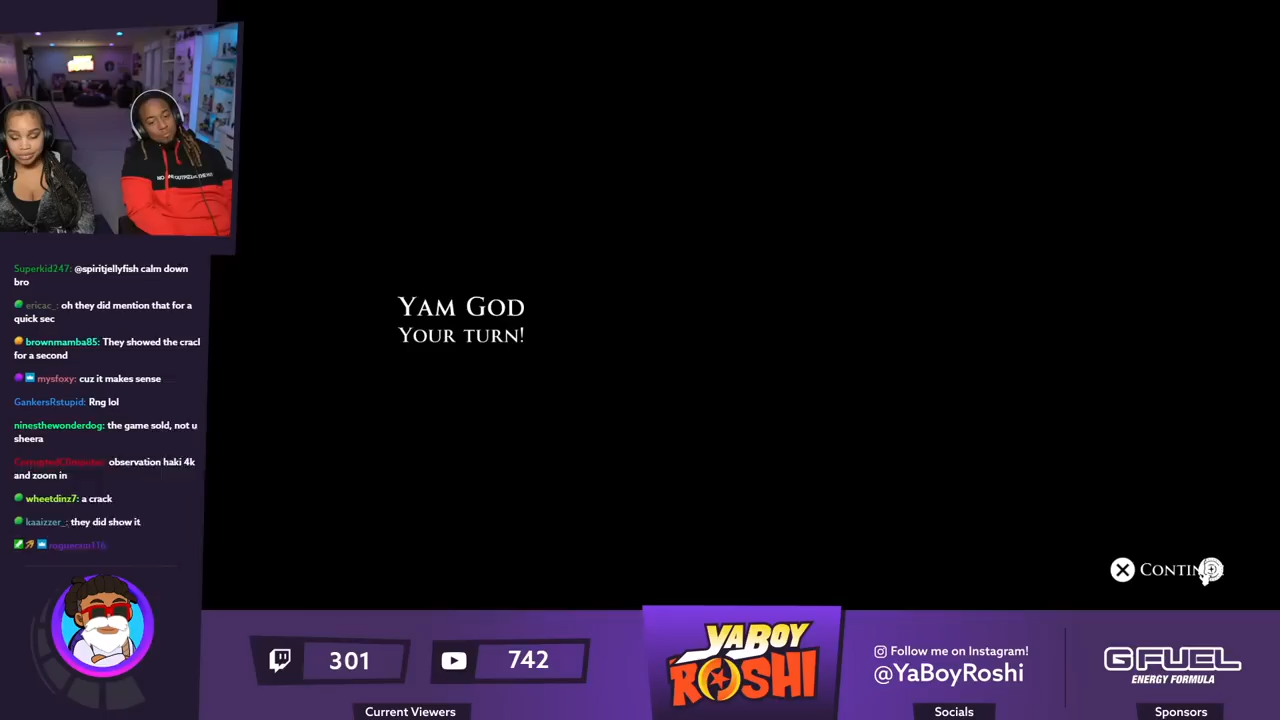 Superkid247: @spiritjellyfish calm down
bro
ericac_: oh they did mention that for a
quick sec
brownmamba85: They showed the cracl
for a second
mysfoxy: cuz it makes sense
GankersRstupid: Rng lol
ninesthewonderdog: the game sold, not u
sheera
observation haki 4k
and zoom in
wheetdinz7: a crack
kaaizzer_: they did show it
Yam God
Your turn!
Continue
301
742
Current Viewers
YABOY
ROSHI
Follow me on Instagram!
@YaBoyRoshi
Socials
G FUEL
ENERGY FORMULA
Sponsors